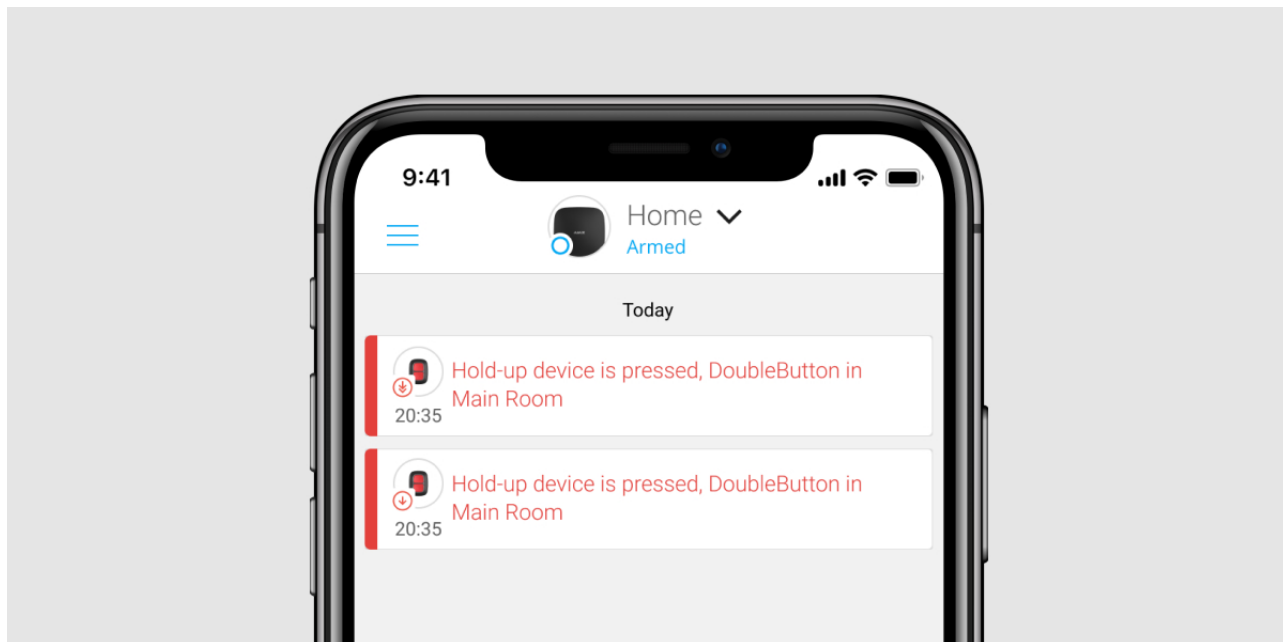 9:41
Home
Armed
Today
Hold-up device is pressed, DoubleButton in
Main Room
20:35
Hold-up device is pressed, DoubleButton in
Main Room
20:35